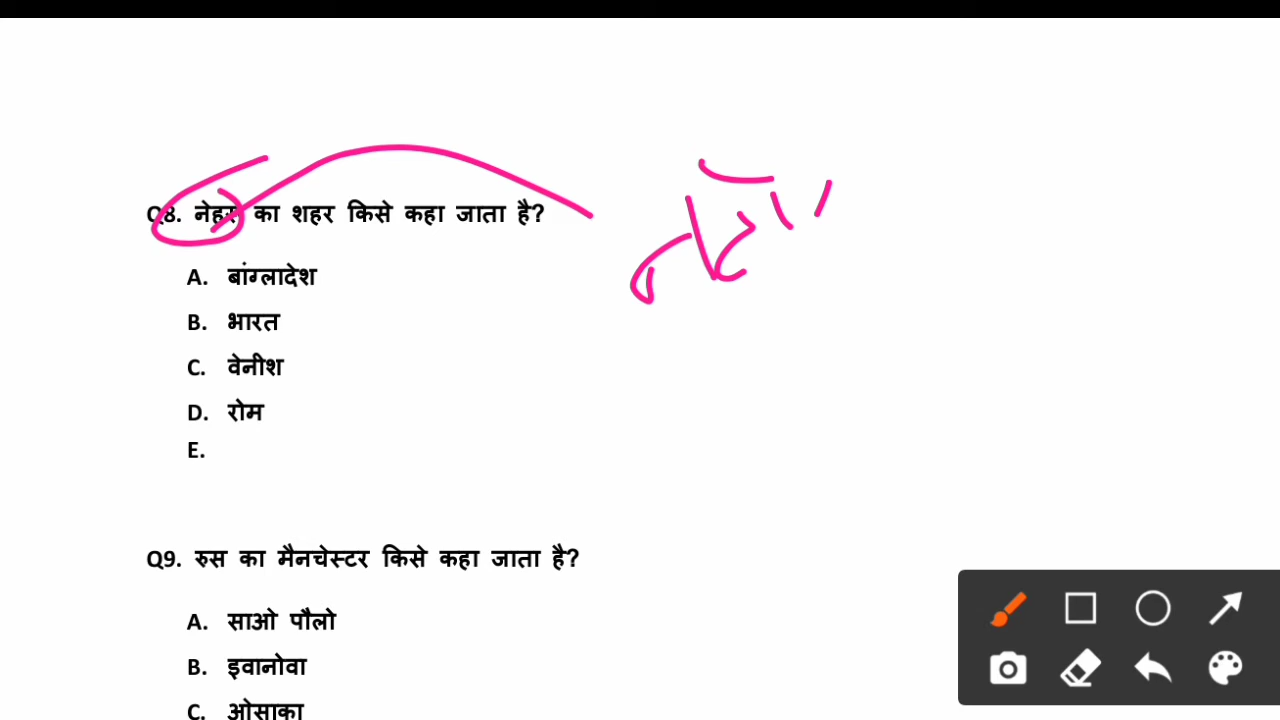 Q8. नेहर का शहर किसे कहा जाता है?
A. बांग्लादेश
B. भारत
C. वेनीश
D. रोम
E.
Q9. रुस का मैनचेस्टर किसे कहा जाता है?
A. साओ पौलो
B. इवानोवा
C. ओसाका